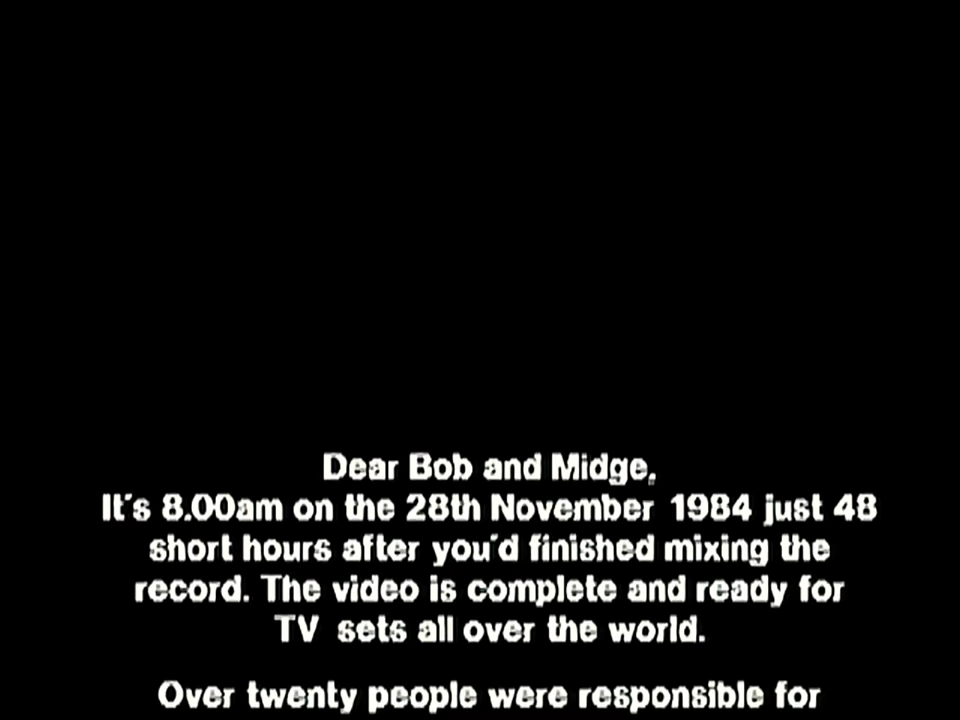 Dear Bob and Midge,
It's 8.00am on the 28th November 1984 just 48
short hours after you'd finished mixing the
record. The video is complete and ready for
TV sets all over the world.
Over twenty people were responsible for